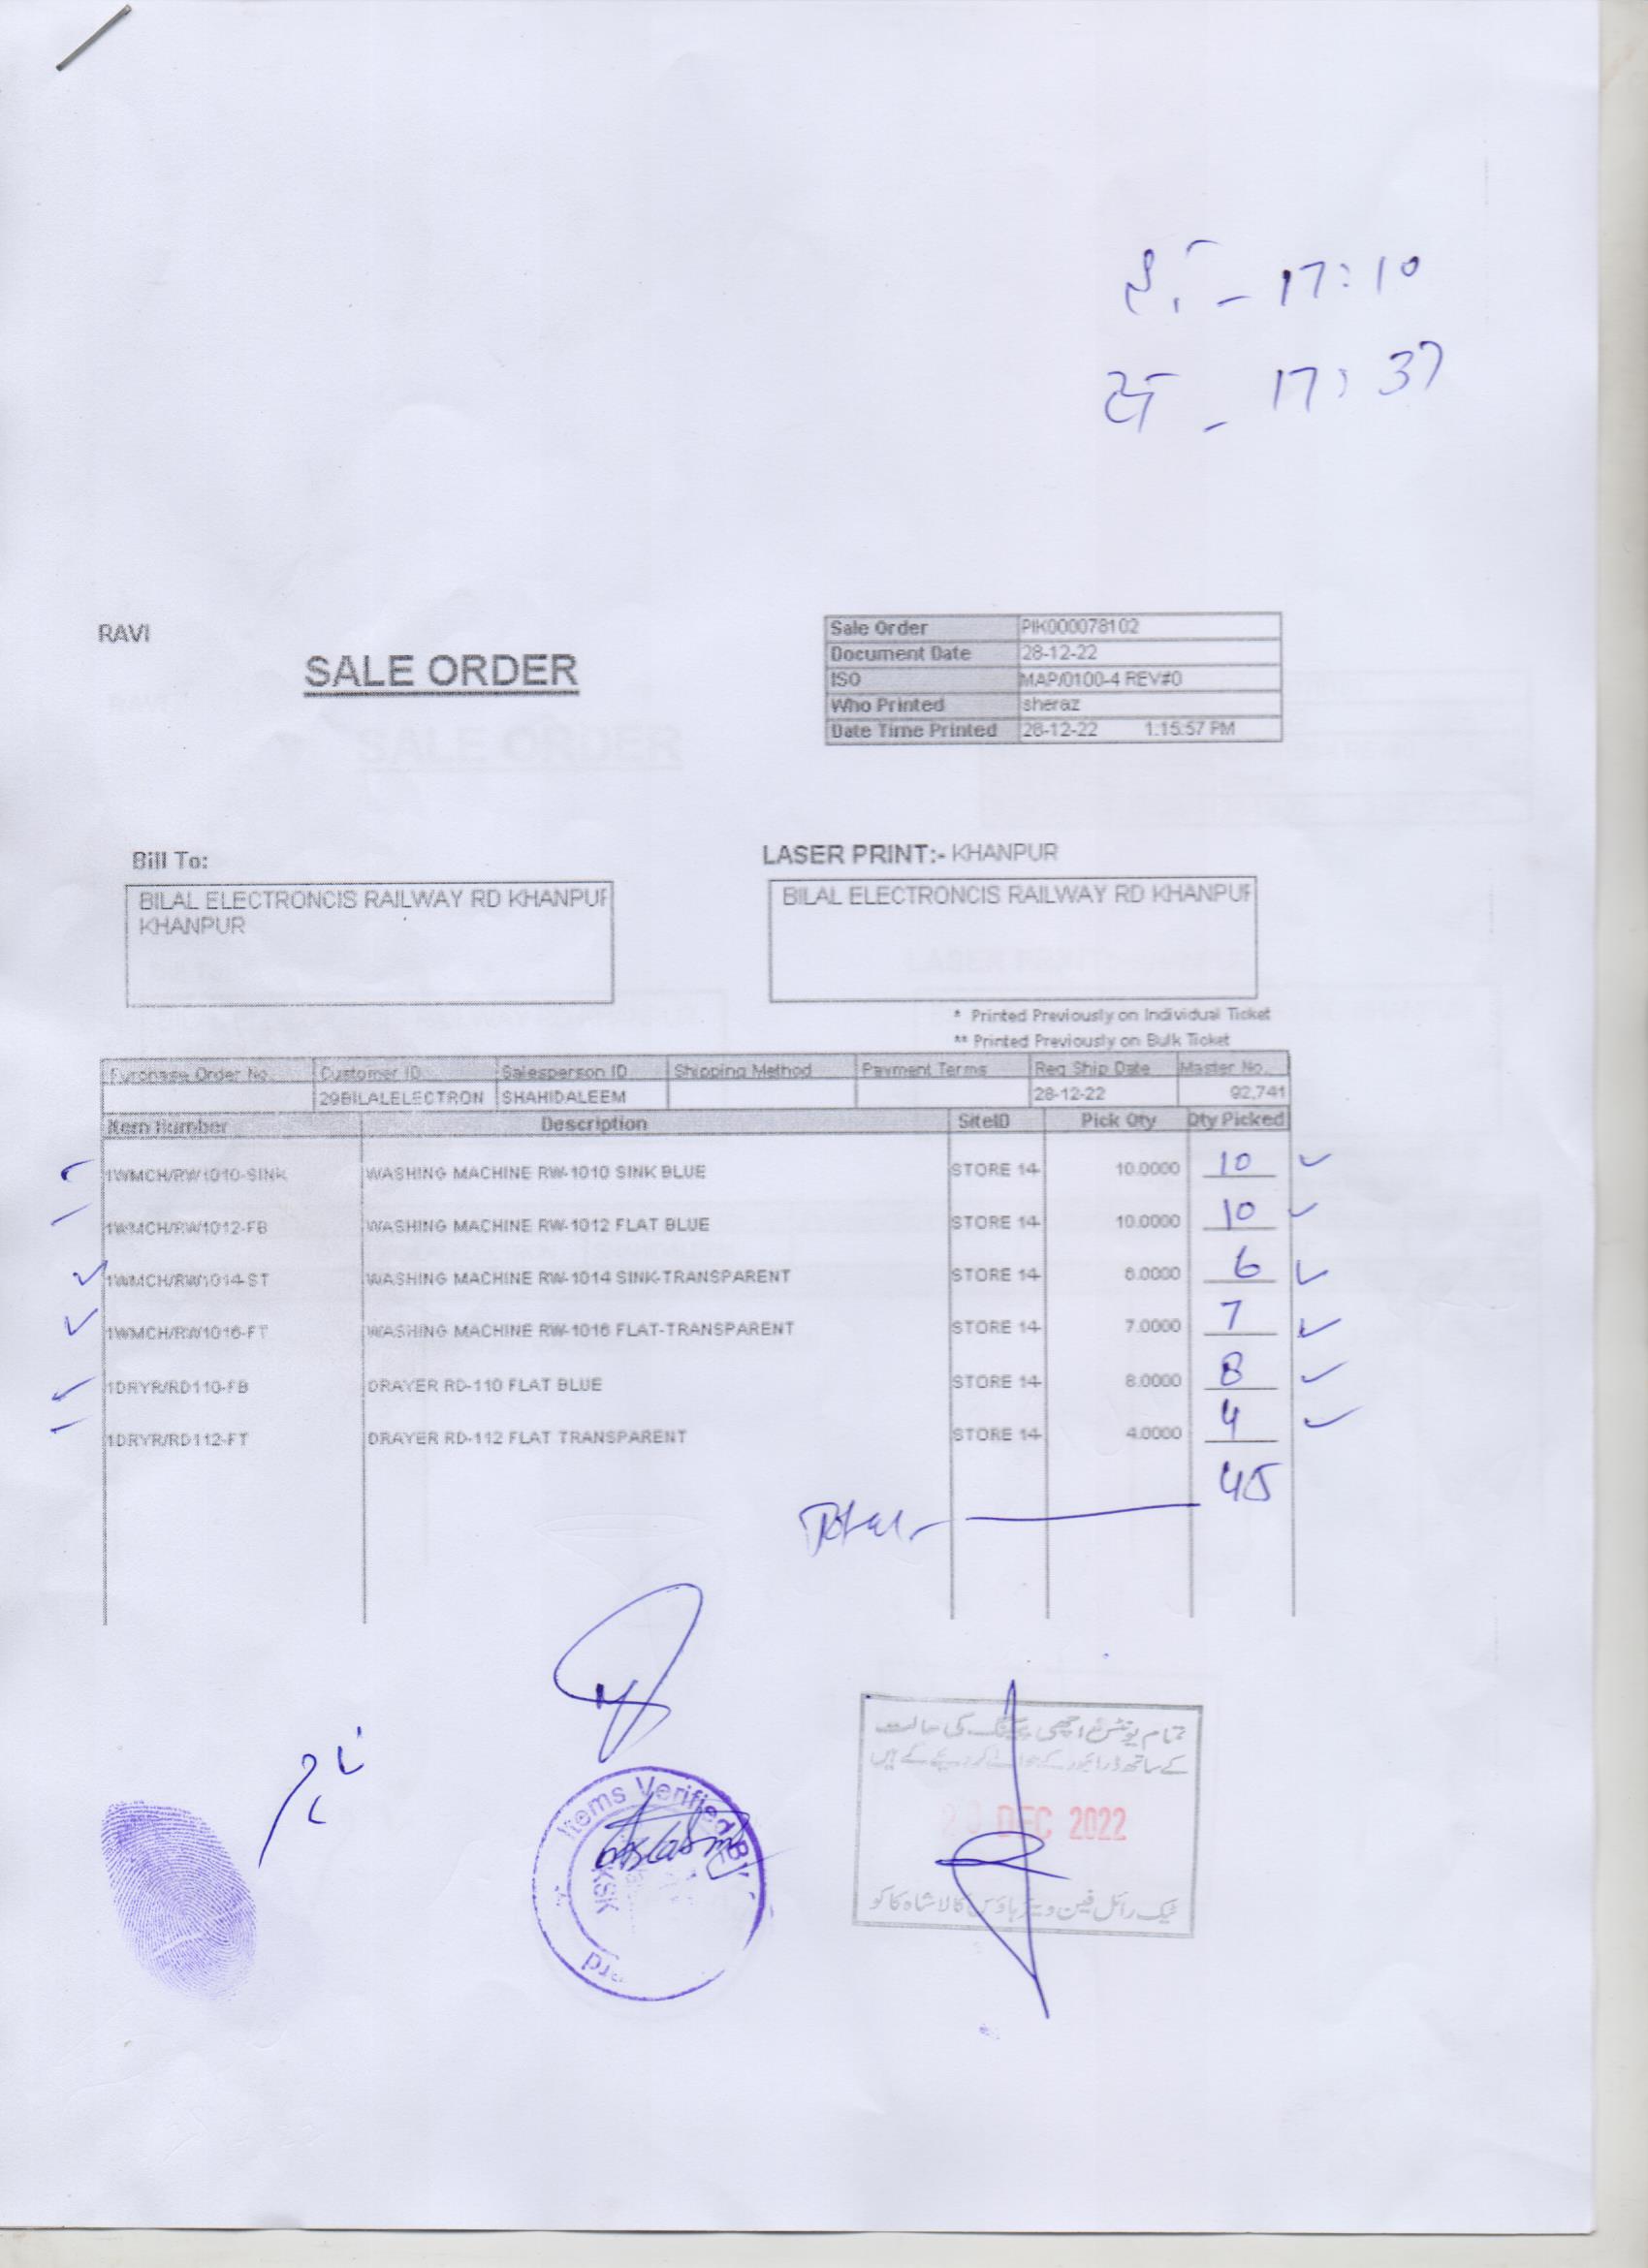 17:10
17:37
RAVI
SALE ORDER
Sale Order PIK000078102
Document Date 28-12-22
ISO MAP/0100-4 REV#0
Who Printed sheraz
Date Time Printed 28-12-22 1:15:57 PM
Bill To:
LASER PRINT:- KHANPUR
BILAL ELECTRONCIS RAILWAY RD KHANPUR
KHANPUR
BILAL ELECTRONCIS RAILWAY RD KHANPUR
* Printed Previously on Individual Ticket
** Printed Previously on Bulk Ticket
Purchase Order No. Customer ID Salesperson ID Shipping Method Payment Terms Req Ship Date Master No.
29BILALELECTRON SHAHIDALEEM 28-12-22 92,741
Item Number Description SiteID Pick Qty Qty Picked
1WMCH/RW1010-SINK WASHING MACHINE RW-1010 SINK BLUE STORE 14 10.0000 10
1WMCH/RW1012-FB WASHING MACHINE RW-1012 FLAT BLUE STORE 14 10.0000 10
1WMCH/RW1014-ST WASHING MACHINE RW-1014 SINK-TRANSPARENT STORE 14 6.0000 6
1WMCH/RW1016-FT WASHING MACHINE RW-1016 FLAT-TRANSPARENT STORE 14 7.0000 7
1DRYR/RD110-FB DRAYER RD-110 FLAT BLUE STORE 14 8.0000 8
1DRYR/RD112-FT DRAYER RD-112 FLAT TRANSPARENT STORE 14 4.0000 4
45
Total
تمام یونٹس اچھی پیکنگ کی حالت
کے ساتھ ڈرائیور کے حوالے کر دیئے گئے ہیں
Items Verified By
KSK
DEC 2022
کالا شاہ کاکو